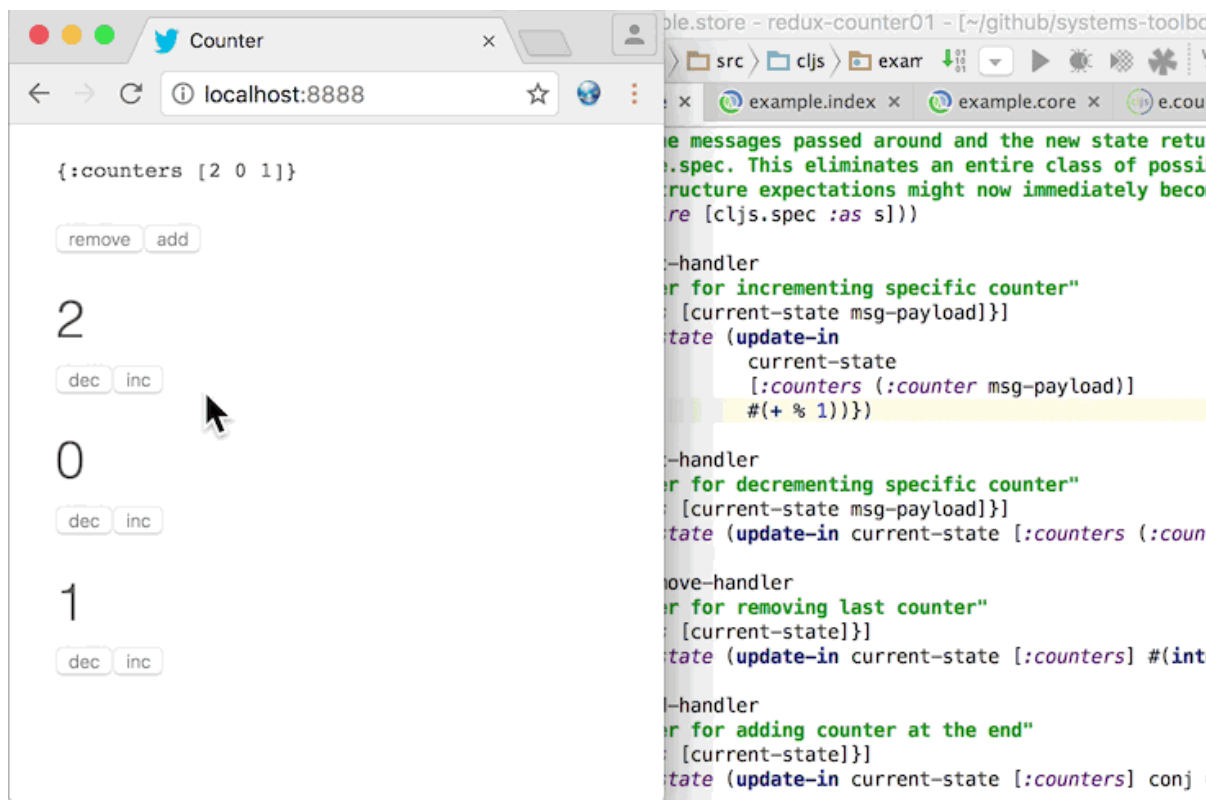 Counter
localhost:8888
{:counters [2 0 1]}
remove add
2
dec inc
0
dec inc
1
dec inc
ole.store - redux-counter01 - [~/github/systems-toolbo
src cljs exam
example.index example.core e.cou
e messages passed around and the new state retu
.spec. This eliminates an entire class of possi
ructure expectations might now immediately beco
re [cljs.spec :as s]))
-handler
r for incrementing specific counter"
[current-state msg-payload]}]
tate (update-in
current-state
[:counters (:counter msg-payload)]
#(+ % 1))})
-handler
r for decrementing specific counter"
[current-state msg-payload]}]
tate (update-in current-state [:counters (:coun
ove-handler
r for removing last counter"
[current-state]}]
tate (update-in current-state [:counters] #(int
-handler
r for adding counter at the end"
[current-state]}]
tate (update-in current-state [:counters] conj